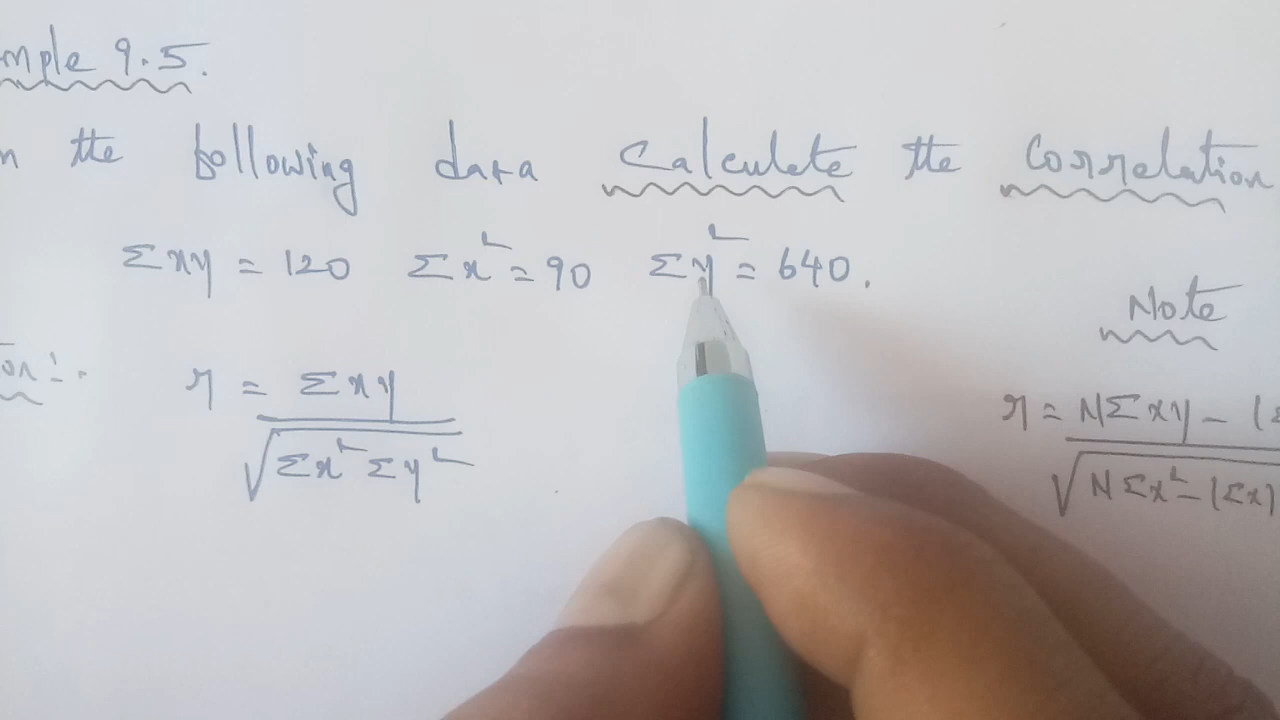 mple 9.5.
n the following data Calculate the Correlation
Σxy = 120 Σx² = 90 Σy² = 640.
Note
on:-
r = Σxy
√Σx² Σy²
r = NΣxy - (Σ
√NΣx² - (Σx)